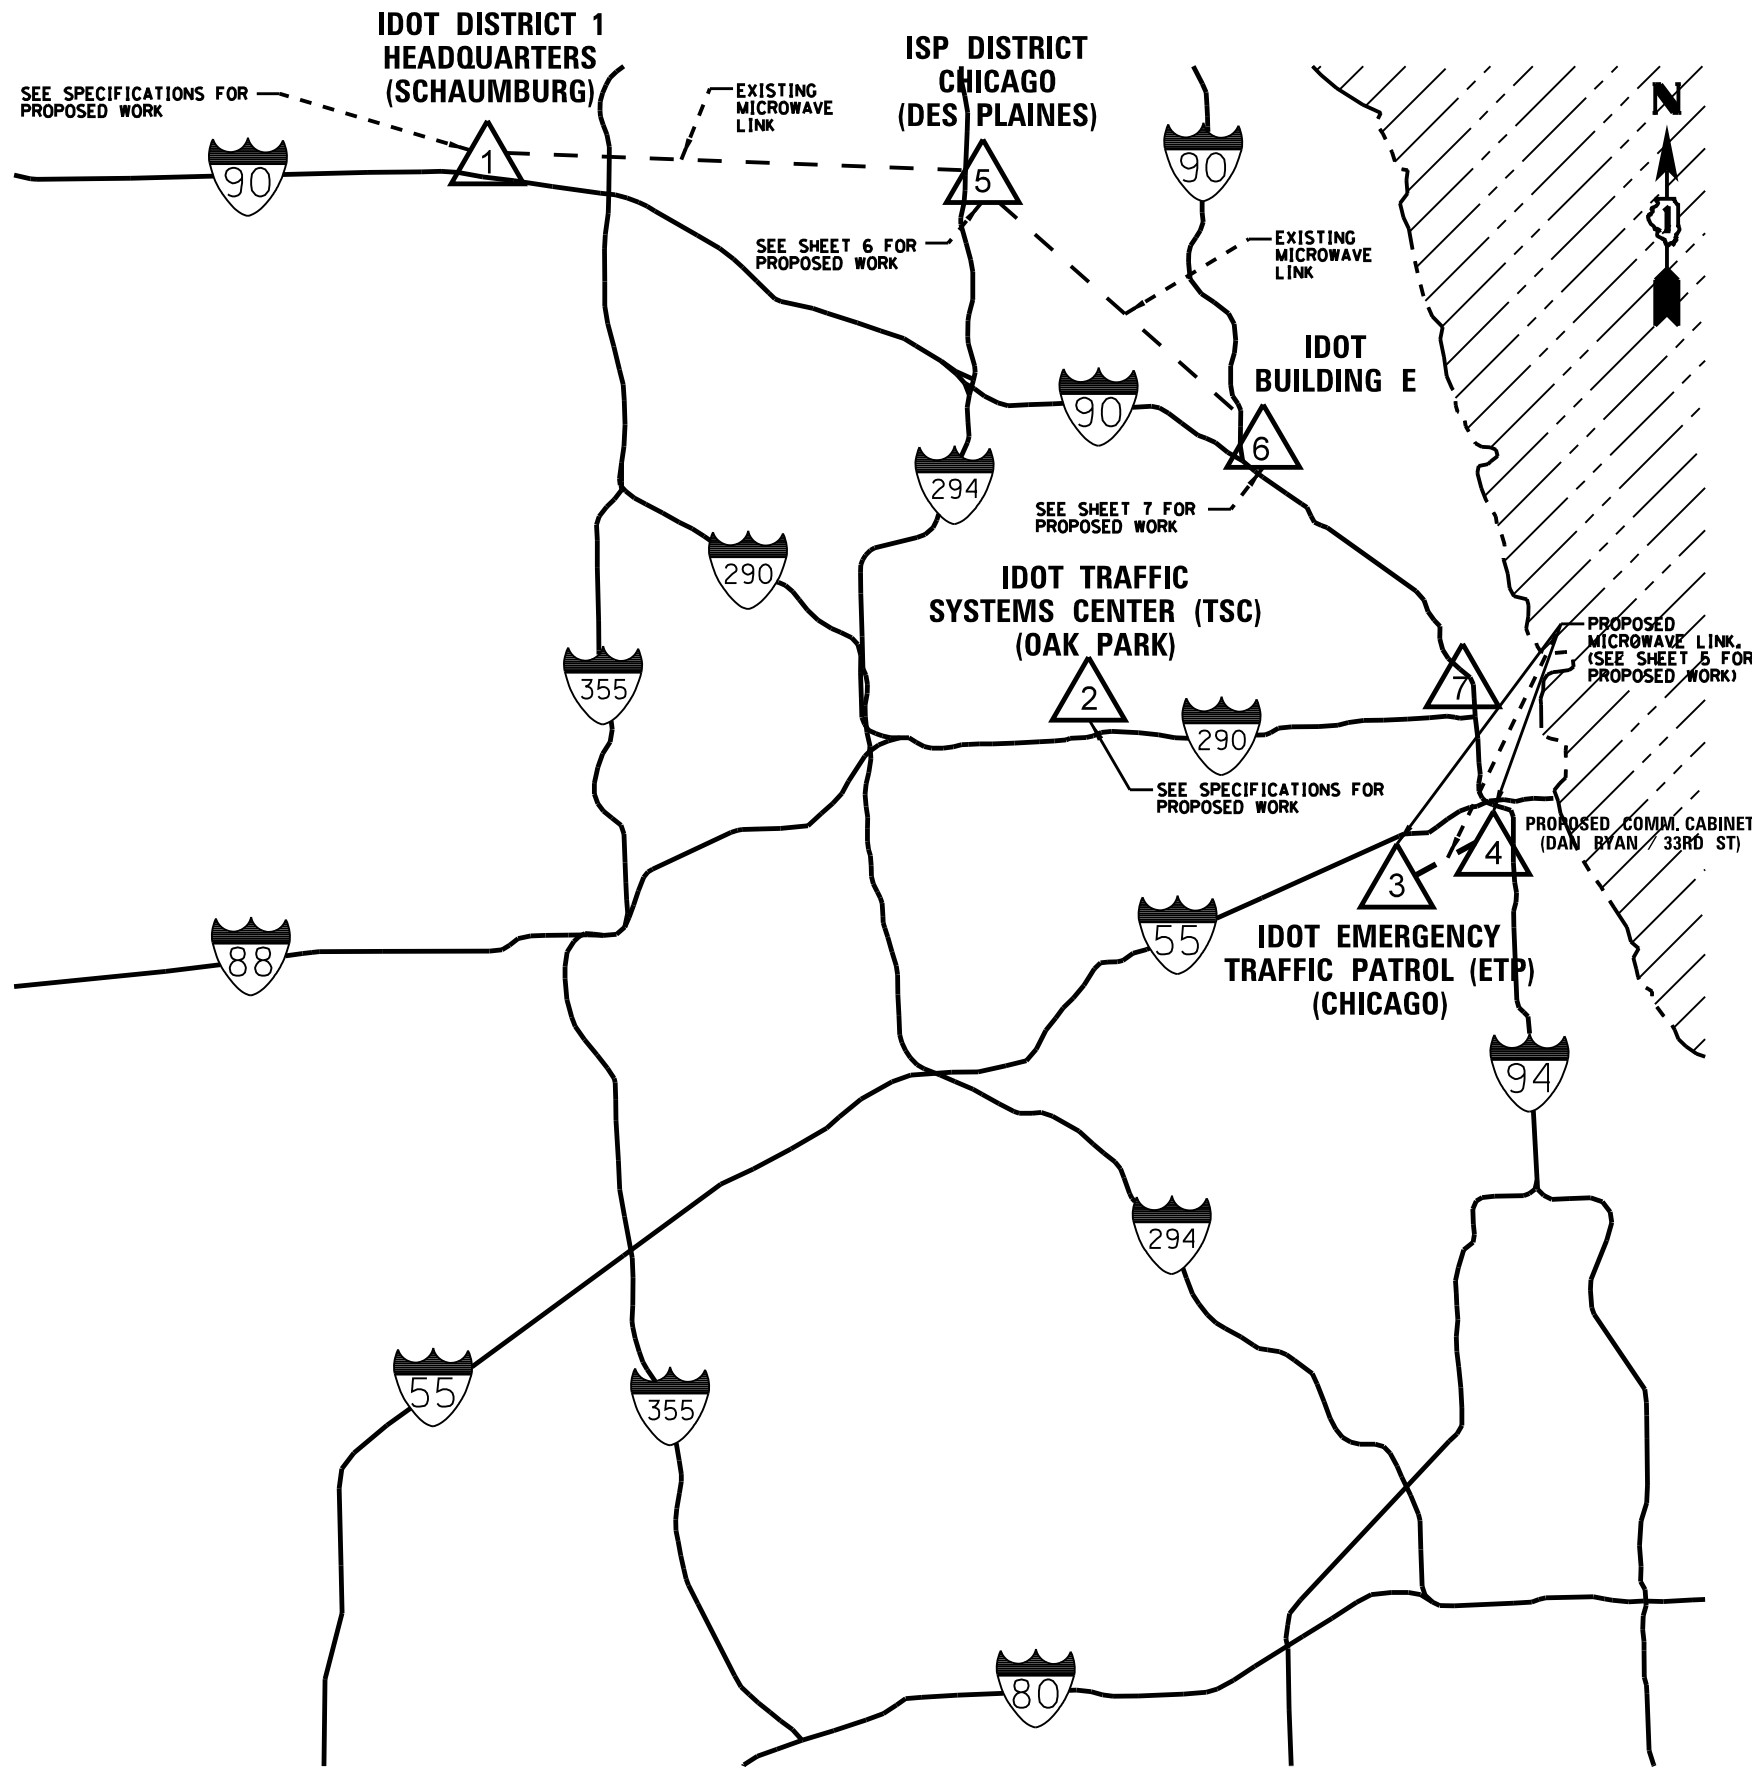 IDOT DISTRICT 1
HEADQUARTERS
(SCHAUMBURG)
ISP DISTRICT
CHICAGO
(DES PLAINES)
SEE SPECIFICATIONS FOR
PROPOSED WORK
EXISTING
MICROWAVE
LINK
N
1
90
5
90
SEE SHEET 6 FOR
PROPOSED WORK
EXISTING
MICROWAVE
LINK
IDOT
BUILDING E
90
6
294
SEE SHEET 7 FOR
PROPOSED WORK
290
IDOT TRAFFIC
SYSTEMS CENTER (TSC)
(OAK PARK)
PROPOSED
MICROWAVE LINK.
(SEE SHEET 5 FOR
PROPOSED WORK)
355
2
7
290
SEE SPECIFICATIONS FOR
PROPOSED WORK
PROPOSED COMM. CABINET
(DAN RYAN / 33RD ST)
4
3
55
88
IDOT EMERGENCY
TRAFFIC PATROL (ETP)
(CHICAGO)
94
294
55
355
80